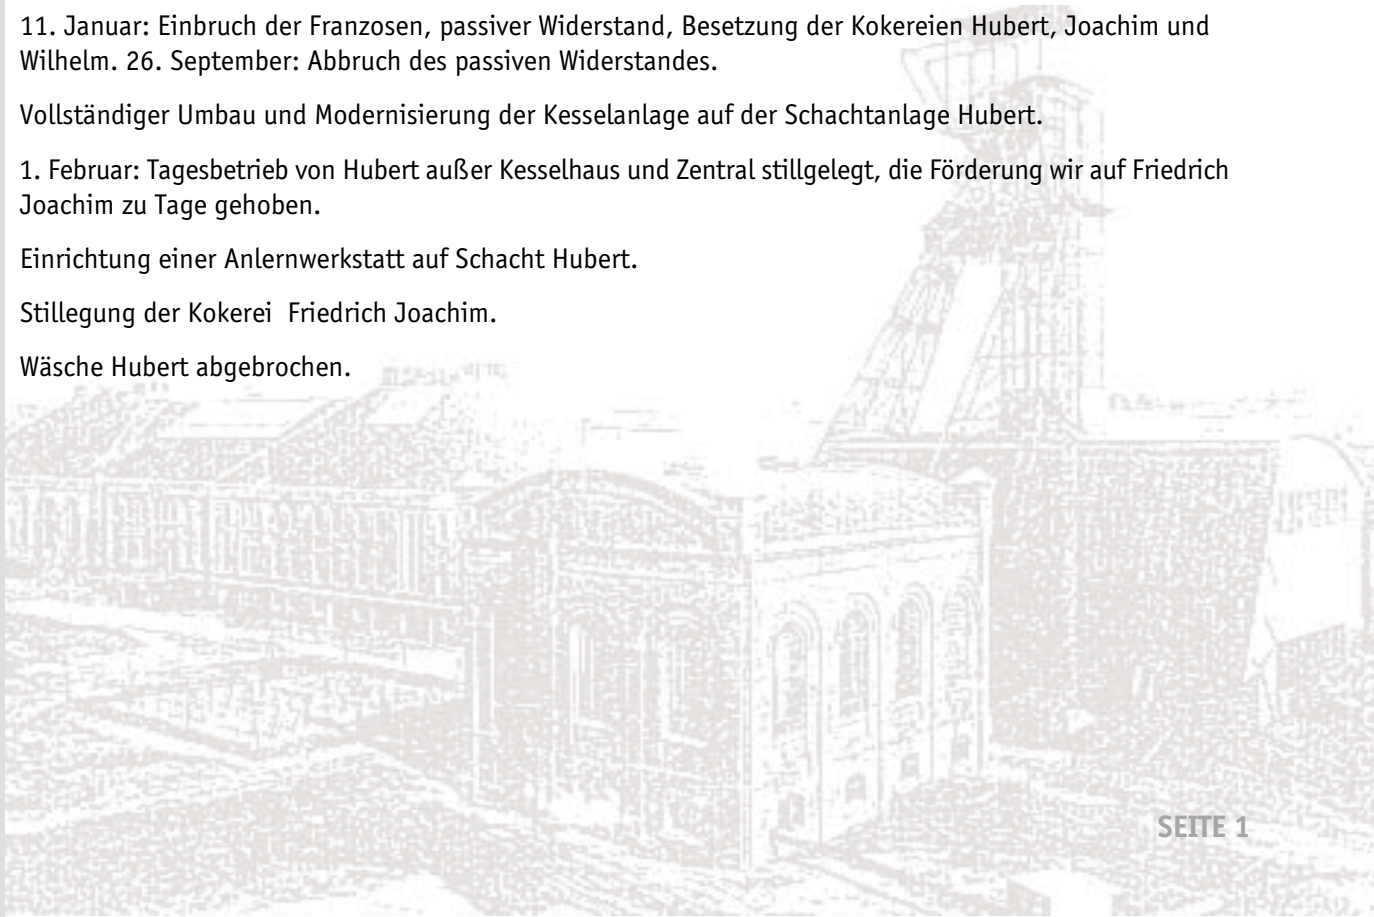 11. Januar: Einbruch der Franzosen, passiver Widerstand, Besetzung der Kokereien Hubert, Joachim und
Wilhelm. 26. September: Abbruch des passiven Widerstandes.
Vollständiger Umbau und Modernisierung der Kesselanlage auf der Schachtanlage Hubert.
1. Februar: Tagesbetrieb von Hubert außer Kesselhaus und Zentral stillgelegt, die Förderung wir auf Friedrich
Joachim zu Tage gehoben.
Einrichtung einer Anlernwerkstatt auf Schacht Hubert.
Stillegung der Kokerei  Friedrich Joachim.
Wäsche Hubert abgebrochen.
SEITE 1